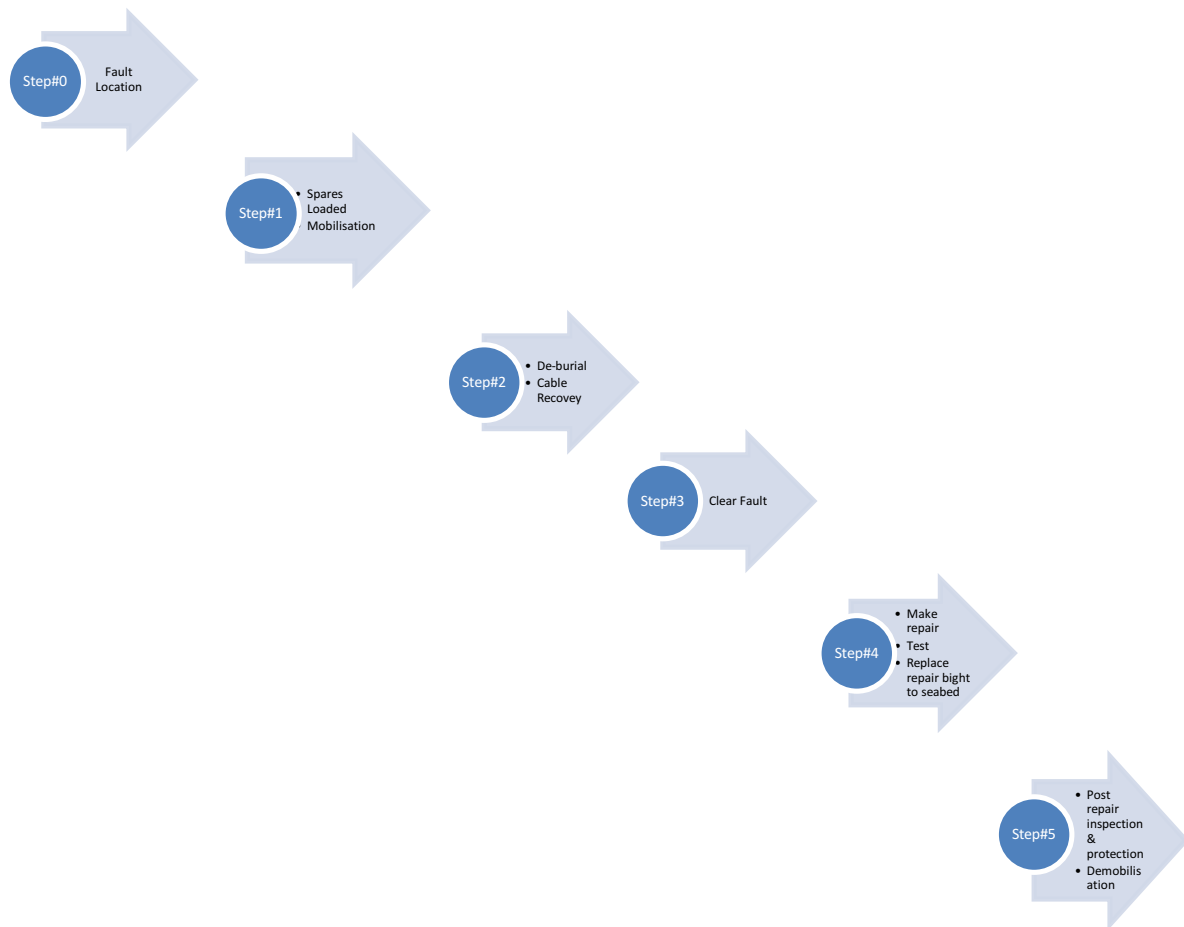 Step#0
Fault
Location
Step#1
• Spares
Loaded
• Mobilisation
Step#2
• De-burial
• Cable
Recovey
Step#3
Clear Fault
Step#4
• Make
repair
• Test
• Replace
repair bight
to seabed
Step#5
• Post
repair
inspection
&
protection
• Demobilis
ation